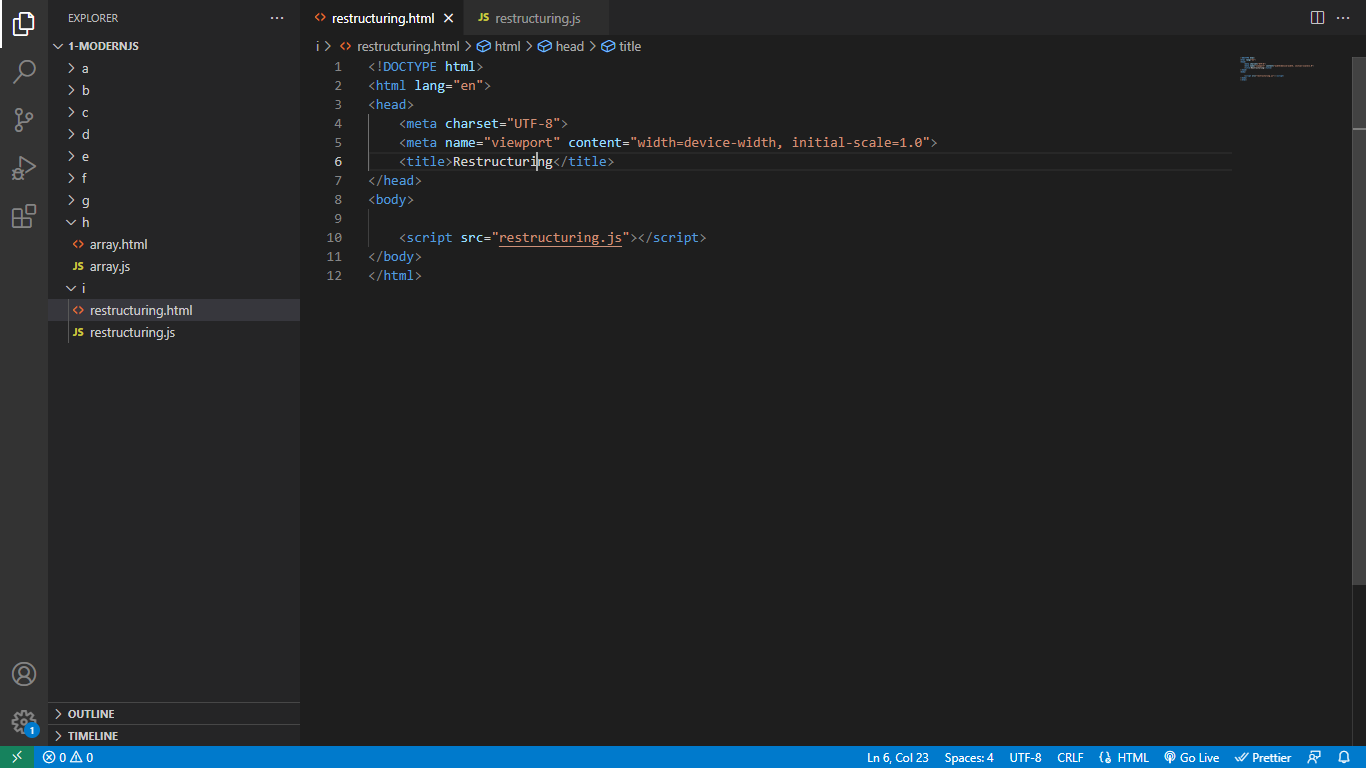 EXPLORER
1-MODERNJS
a
b
c
d
e
f
g
h
array.html
JS array.js
i
restructuring.html
JS restructuring.js
OUTLINE
TIMELINE
restructuring.html
JS restructuring.js
i > restructuring.html > html > head > title
1 <!DOCTYPE html>
2 <html lang="en">
3 <head>
4 <meta charset="UTF-8">
5 <meta name="viewport" content="width=device-width, initial-scale=1.0">
6 <title>Restructuring</title>
7 </head>
8 <body>
9
10 <script src="restructuring.js"></script>
11 </body>
12 </html>
1
0 0 Ln 6, Col 23 Spaces: 4 UTF-8 CRLF HTML Go Live Prettier